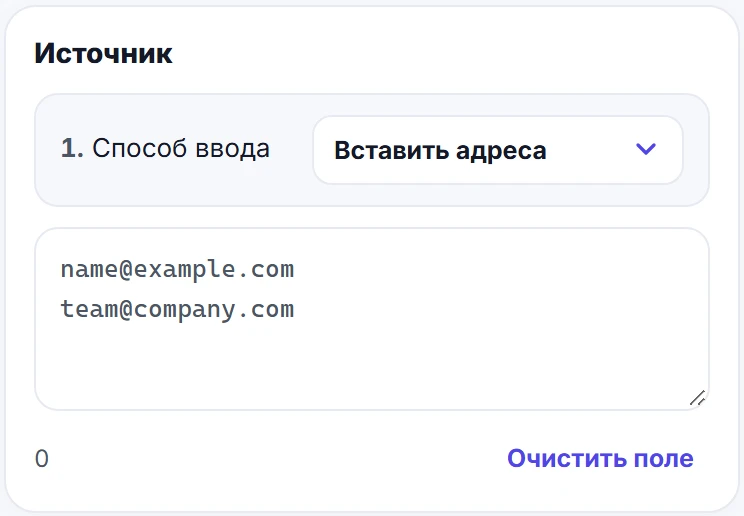 Источник
1. Способ ввода
Вставить адреса
name@example.com
team@company.com
0
Очистить поле